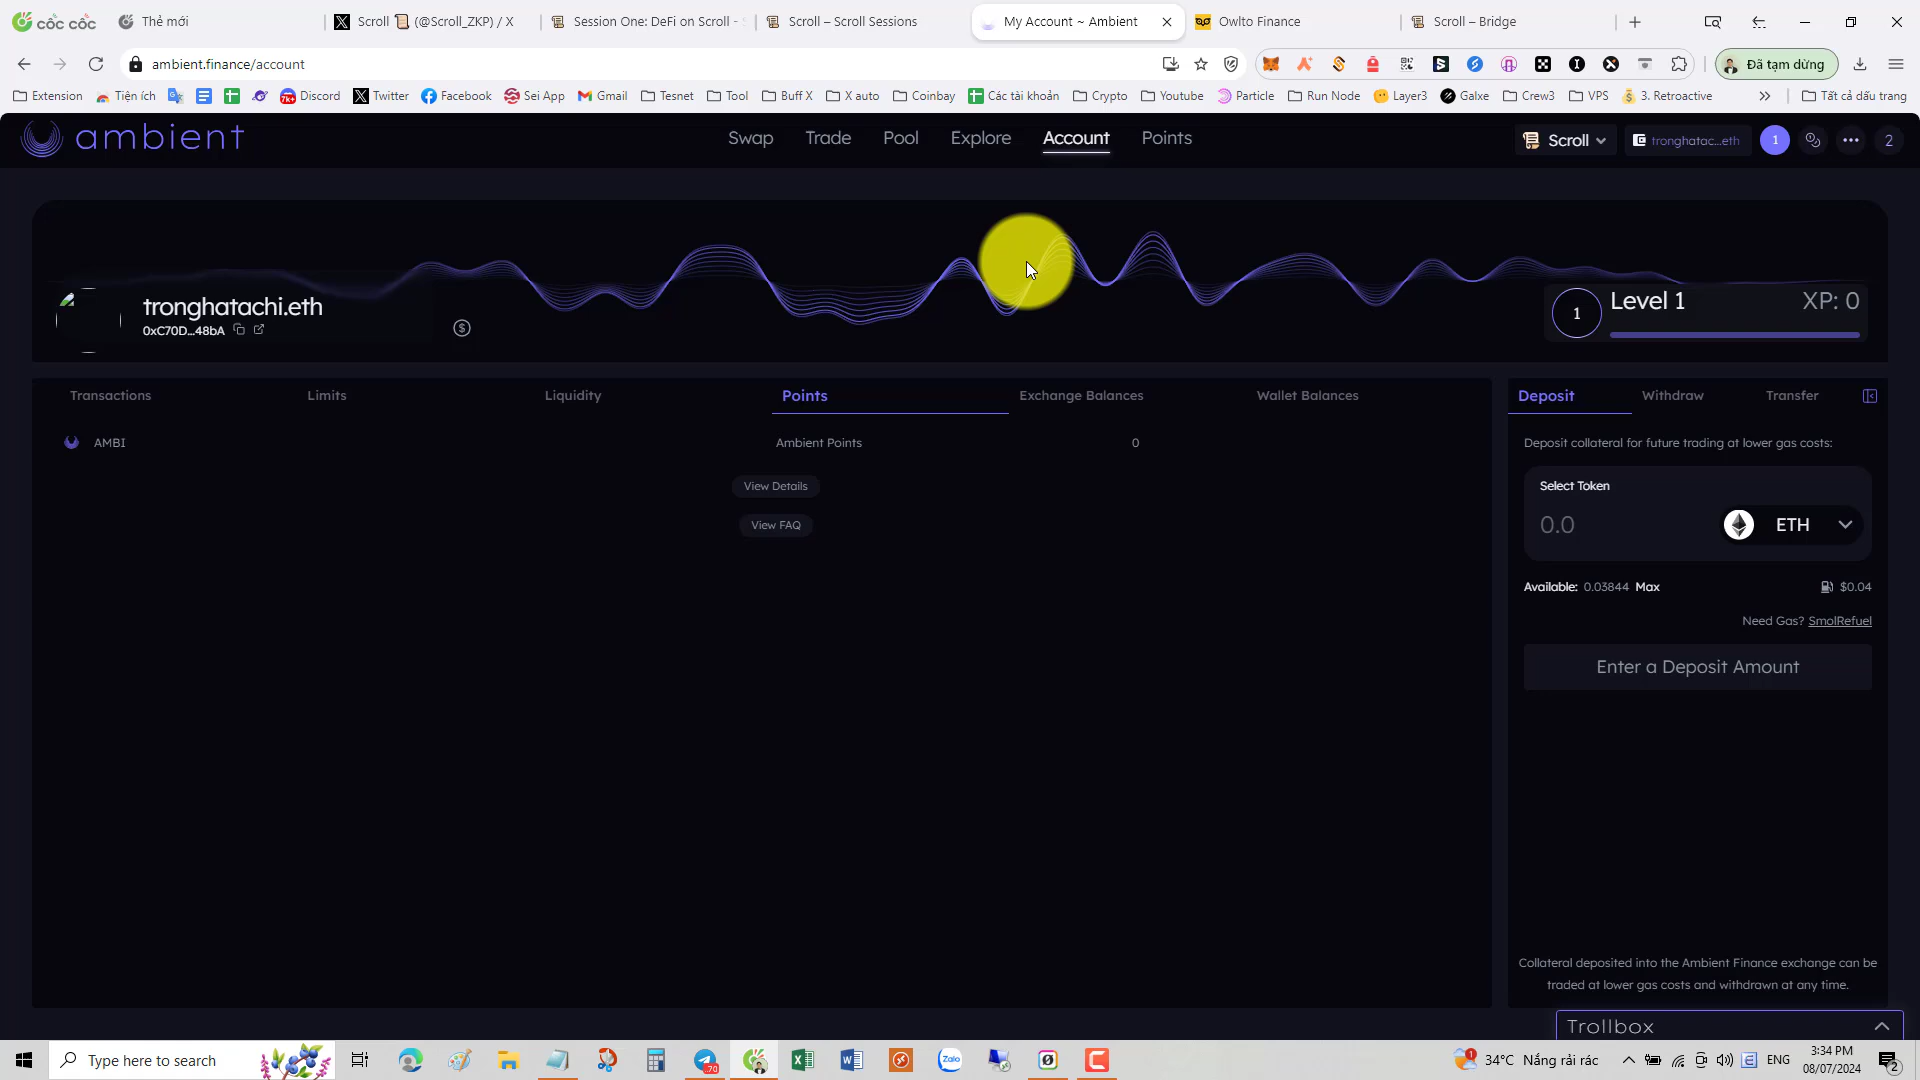 cốc cốc
Thẻ mới
Scroll 📜 (@Scroll_ZKP) / X
Session One: DeFi on Scroll -
Scroll – Scroll Sessions
My Account ~ Ambient
Owlto Finance
Scroll – Bridge
ambient.finance/account
Đã tạm dừng
Extension
Tiện ích
7K+
Discord
Twitter
Facebook
Sei App
Gmail
Tesnet
Tool
Buff X
X auto
Coinbay
Các tài khoản
Crypto
Youtube
Particle
Run Node
Layer3
Galxe
Crew3
VPS
3. Retroactive
Tất cả dấu trang
ambient
Swap
Trade
Pool
Explore
Account
Points
Scroll
tronghatac...eth
1
2
tronghatachi.eth
0xC70D...48bA
1
Level 1
XP: 0
Transactions
Limits
Liquidity
Points
Exchange Balances
Wallet Balances
AMBI
Ambient Points
0
View Details
View FAQ
Deposit
Withdraw
Transfer
Deposit collateral for future trading at lower gas costs:
Select Token
0.0
ETH
Available: 0.03844 Max
$0.04
Need Gas? SmolRefuel
Enter a Deposit Amount
Collateral deposited into the Ambient Finance exchange can be
traded at lower gas costs and withdrawn at any time.
Trollbox
Type here to search
70
Zalo
1
34°C Nắng rải rác
ENG
3:34 PM
08/07/2024
2